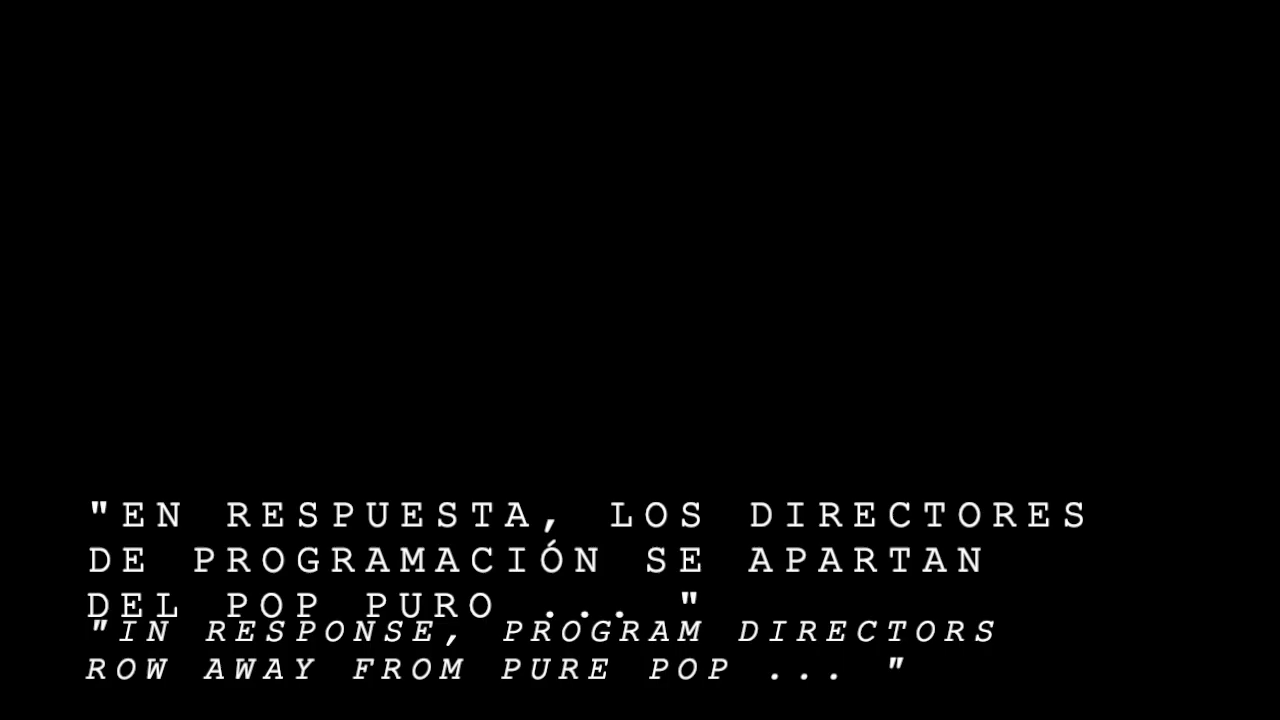 "EN RESPUESTA, LOS DIRECTORES
DE PROGRAMACIÓN SE APARTAN
DEL POP PURO ... "
"IN RESPONSE, PROGRAM DIRECTORS
ROW AWAY FROM PURE POP ... "